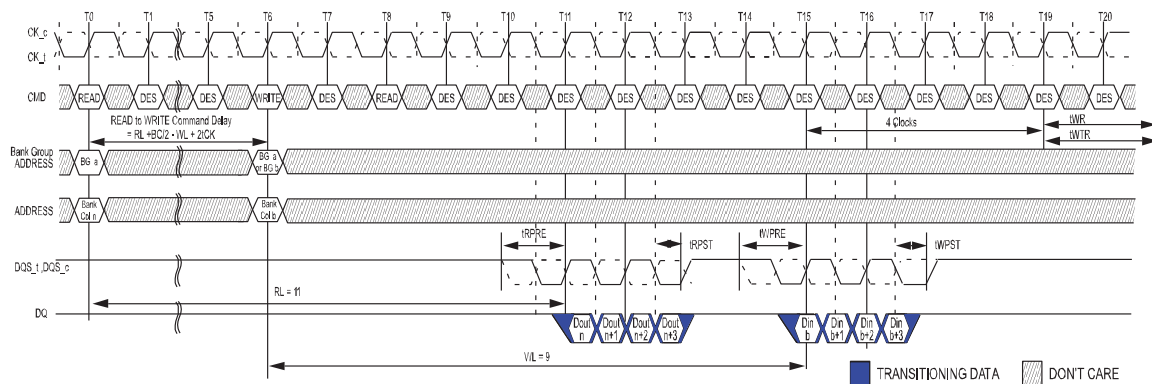 T0 T1 T5 T6 T7 T8 T9 T10 T11 T12 T13 T14 T15 T16 T17 T18 T19 T20
CK_c
CK_t
CMD READ DES DES WRITE DES READ DES DES DES DES DES DES DES DES DES DES DES DES
READ to WRITE Command Delay
= RL +BC/2 - WL + 2tCK
4 Clocks
tWR
tWTR
Bank Group
ADDRESS
BG a
BG a
or BG b
ADDRESS
Bank
Col n
Bank
Col b
tRPRE tRPST tWPRE tWPST
DQS_t ,DQS_c
RL = 11
DQ
Dout
n
Dout
n+1
Dout
n+2
Dout
n+3
Din
b
Din
b+1
Din
b+2
Din
b+3
WL = 9
TRANSITIONING DATA
DON'T CARE